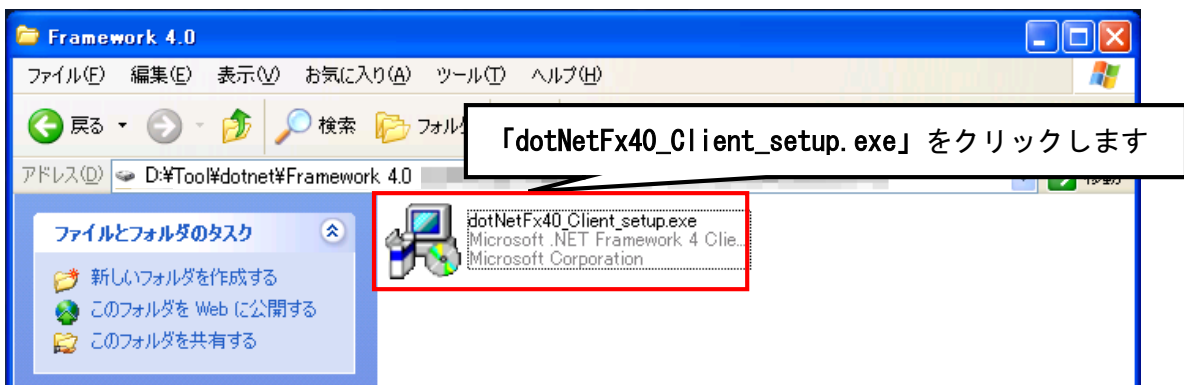 Framework 4.0
ファイル(F) 編集(E) 表示(V) お気に入り(A) ツール(T) ヘルプ(H)
戻る 検索
「dotNetFx40_Client_setup.exe」をクリックします
アドレス(D) D:¥Tool¥dotnet¥Framework 4.0
ファイルとフォルダのタスク
新しいフォルダを作成する
このフォルダを Web に公開する
このフォルダを共有する
dotNetFx40_Client_setup.exe
Microsoft .NET Framework 4 Clie...
Microsoft Corporation